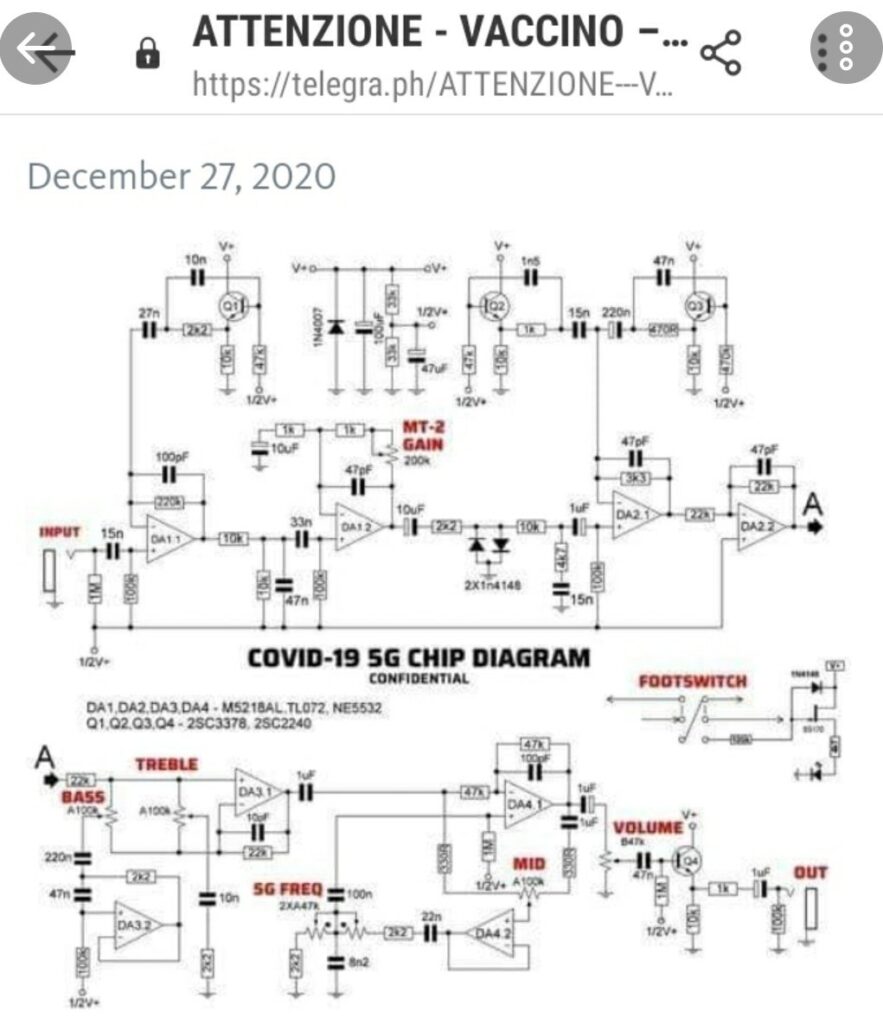 ATTENZIONE - VACCINO –...
https://telegra.ph/ATTENZIONE---V...
December 27, 2020
V+
10n
Q1
27n
2k2
10k
47k
1/2V+
V+
V+
1N4007
100uF
33k
33k
1/2V+
47uF
V+
1n5
Q2
1k
47k
10k
1/2V+
15n
220n
V+
47n
Q3
470R
10k
470k
1/2V+
100pF
220k
1k
1k
10uF
MT-2
GAIN
200k
47pF
47pF
3k3
47pF
22k
INPUT
15n
DA1.1
10k
33n
DA1.2
10uF
2k2
10k
1uF
DA2.1
22k
DA2.2
A
1M
100k
10k
47n
100k
2X1n4148
4k7
15n
100k
1/2V+
COVID-19 5G CHIP DIAGRAM
CONFIDENTIAL
DA1,DA2,DA3,DA4 - M5218AL,TL072, NE5532
Q1,Q2,Q3,Q4 - 2SC3378, 2SC2240
FOOTSWITCH
1N4148
V+
BS170
A
22k
TREBLE
BASS
A100k
A100k
DA3.1
1uF
10pF
22k
220n
47n
2k2
DA3.2
100k
1/2V+
10n
2k2
5G FREQ
2XA47k
100n
2k2
8n2
2k2
22n
DA4.2
47k
100pF
47k
DA4.1
1uF
1uF
330R
1M
1/2V+
MID
A100k
330R
VOLUME
B47k
47n
V+
Q4
1M
1/2V+
10k
1k
1uF
100k
OUT